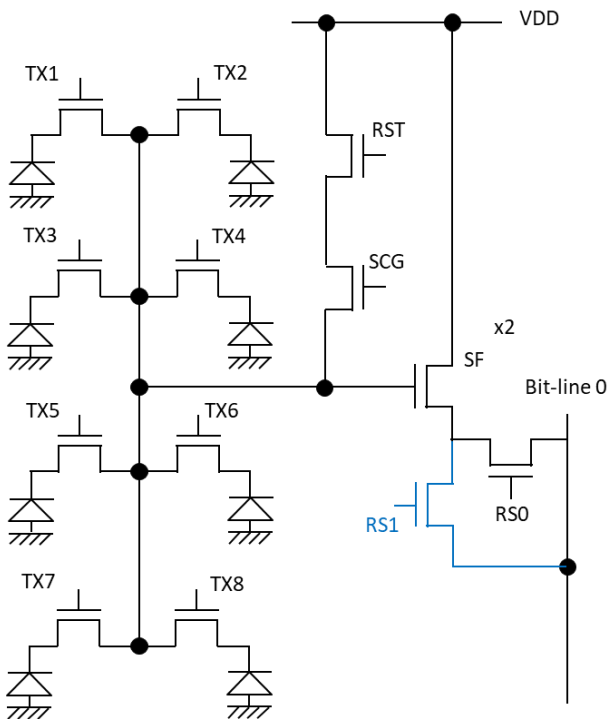 VDD
TX1
TX2
RST
TX3
TX4
SCG
x2
SF
Bit-line 0
TX5
TX6
RS1
RS0
TX7
TX8